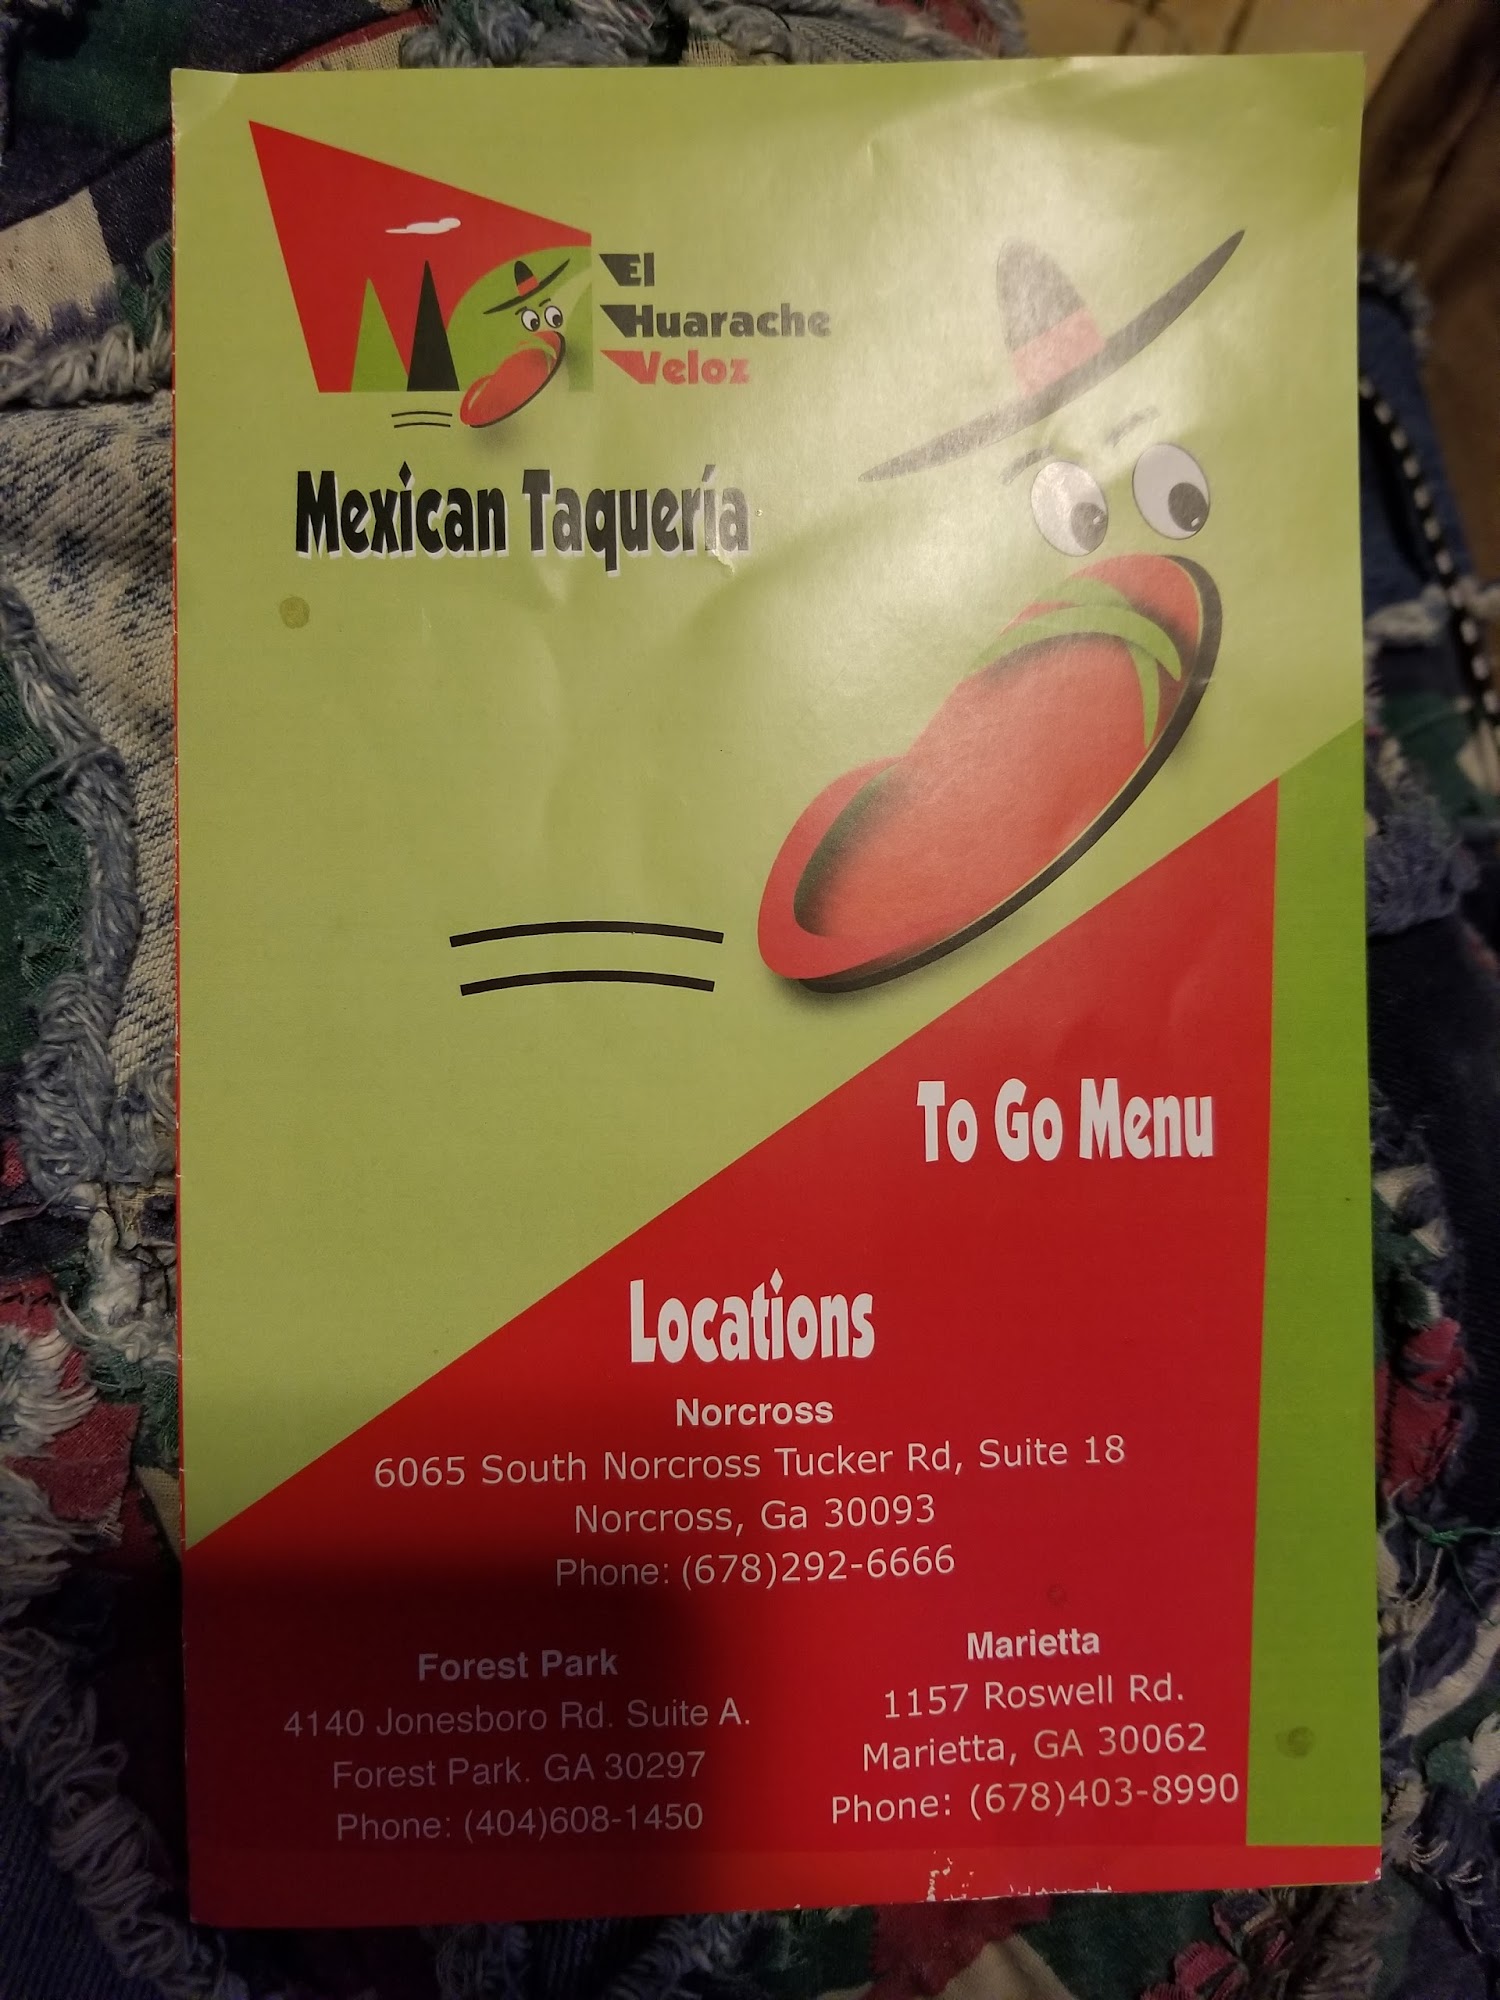 El
Huarache
Veloz
Mexican Taquería
To Go Menu
Locations
Norcross
6065 South Norcross Tucker Rd, Suite 18
Norcross, Ga 30093
Phone: (678)292-6666
Forest Park
4140 Jonesboro Rd. Suite A.
Forest Park. GA 30297
Phone: (404)608-1450
Marietta
1157 Roswell Rd.
Marietta, GA 30062
Phone: (678)403-8990